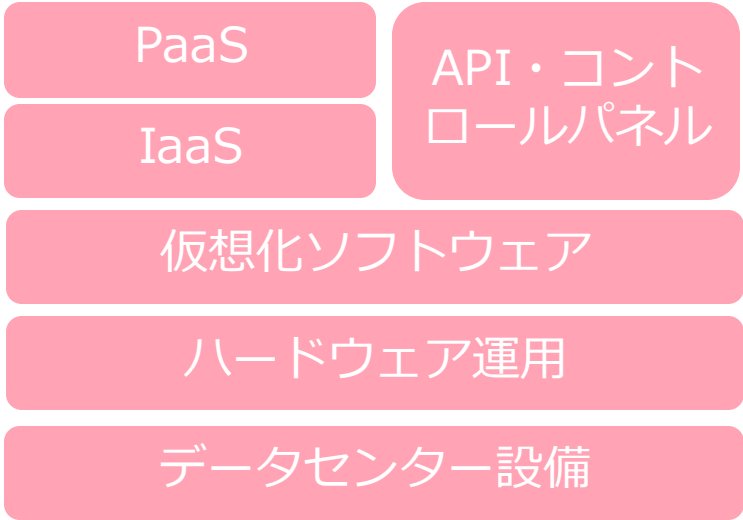 PaaS
API・コント
ロールパネル
IaaS
仮想化ソフトウェア
ハードウェア運用
データセンター設備